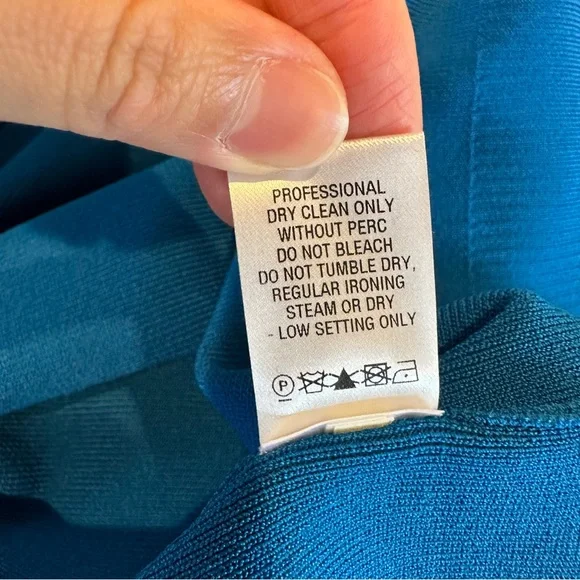 PROFESSIONAL
DRY CLEAN ONLY
WITHOUT PERC
DO NOT BLEACH
DO NOT TUMBLE DRY,
REGULAR IRONING
STEAM OR DRY
- LOW SETTING ONLY
P